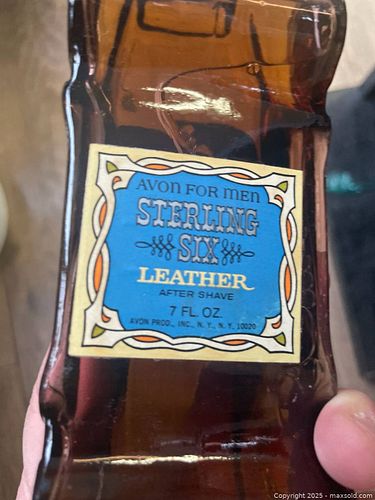 AVON FOR MEN
STERLING
SIX
LEATHER
AFTER SHAVE
7 FL. OZ.
AVON PROD., INC., N. Y., N. Y. 10020
Copyright 2025 - maxsold.com